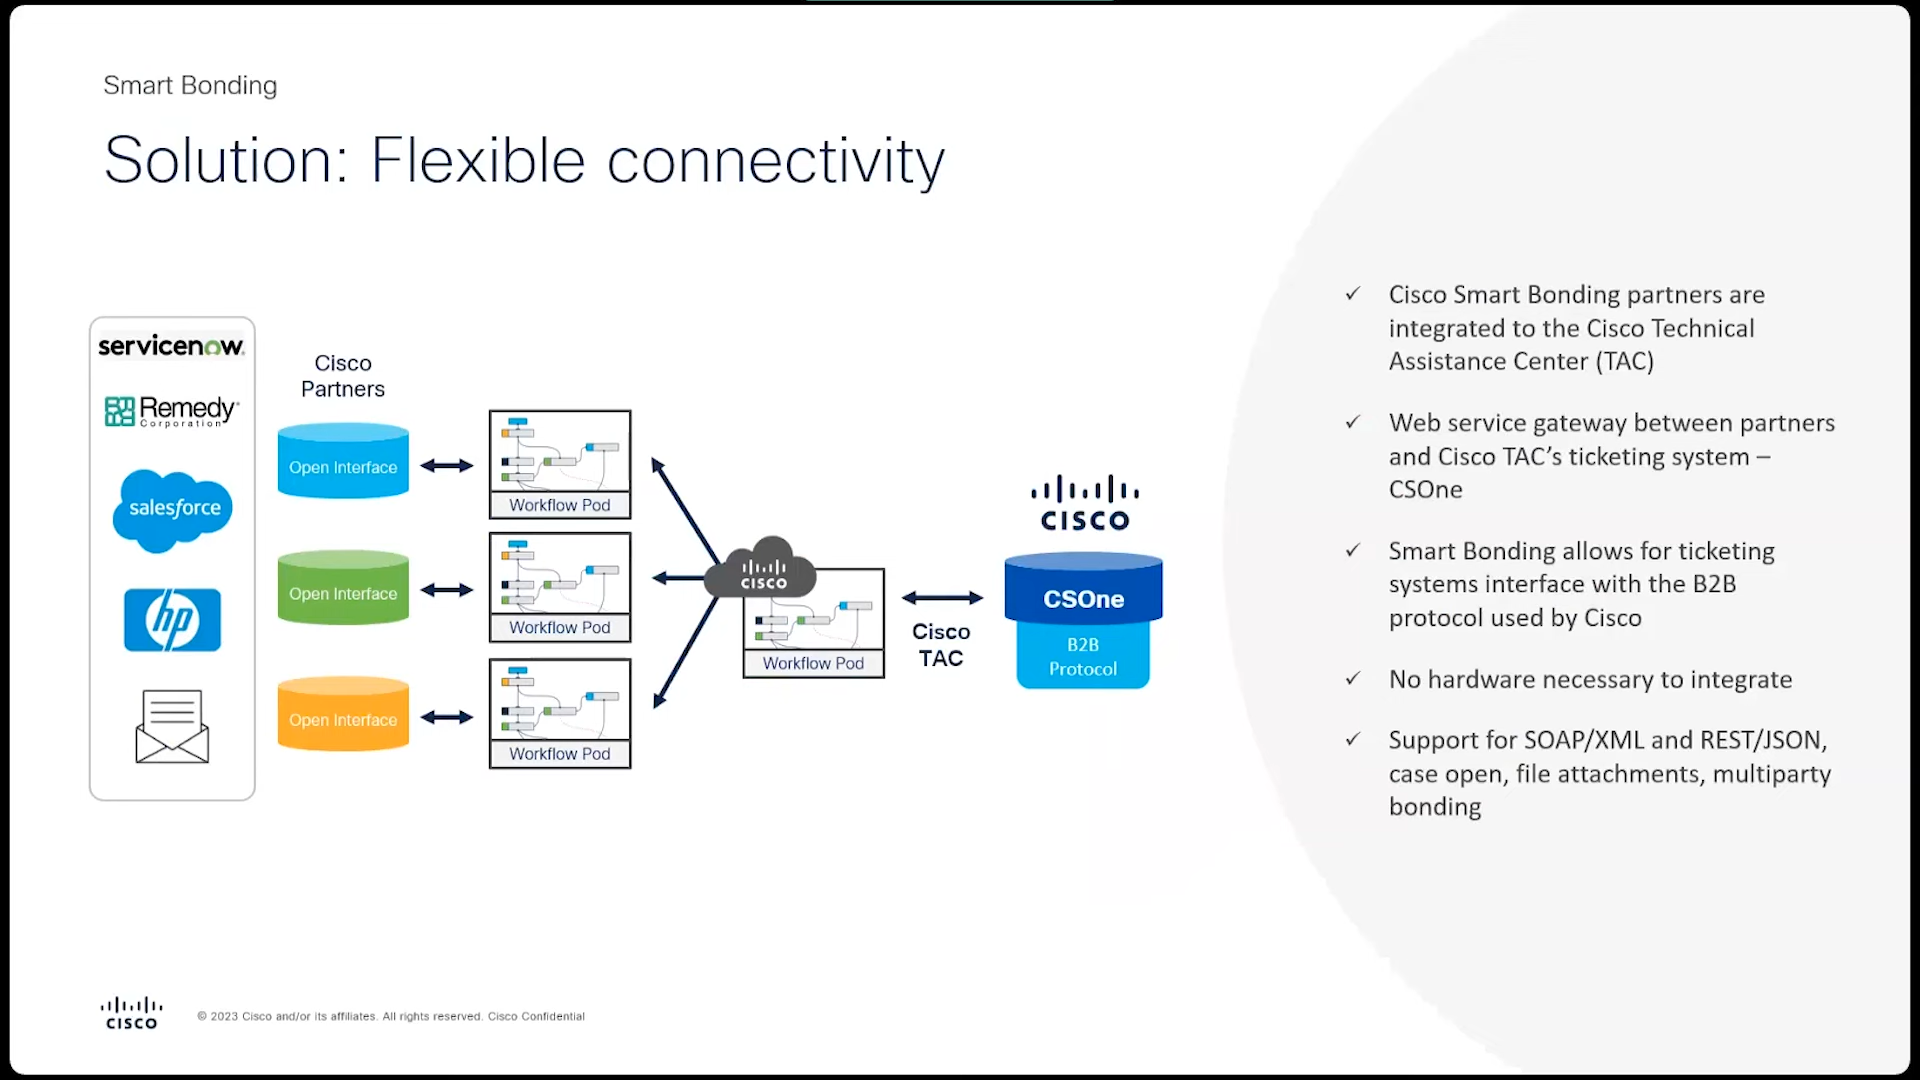 Smart Bonding
Solution: Flexible connectivity
servicenow
Remedy
Corporation
salesforce
hp
Cisco
Partners
Open Interface
Open Interface
Open Interface
Workflow Pod
Workflow Pod
Workflow Pod
CISCO
Workflow Pod
Cisco
TAC
CISCO
CSOne
B2B
Protocol
✓ Cisco Smart Bonding partners are
integrated to the Cisco Technical
Assistance Center (TAC)
✓ Web service gateway between partners
and Cisco TAC’s ticketing system –
CSOne
✓ Smart Bonding allows for ticketing
systems interface with the B2B
protocol used by Cisco
✓ No hardware necessary to integrate
✓ Support for SOAP/XML and REST/JSON,
case open, file attachments, multiparty
bonding
CISCO
© 2023 Cisco and/or its affiliates. All rights reserved. Cisco Confidential